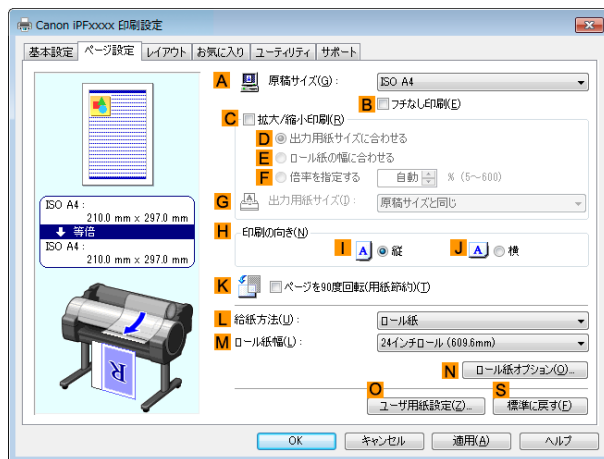 Canon iPFxxxx 印刷設定
基本設定 ページ設定 レイアウト お気に入り ユーティリティ サポート
A 原稿サイズ(G): ISO A4
B フチなし印刷(E)
C 拡大/縮小印刷(R)
D 出力用紙サイズに合わせる
E ロール紙の幅に合わせる
F 倍率を指定する 自動 % (5~600)
G 出力用紙サイズ(I): 原稿サイズと同じ
ISO A4 :
210.0 mm x 297.0 mm
等倍
ISO A4 :
210.0 mm x 297.0 mm
H 印刷の向き(N)
I A 縦 J A 横
K ページを90度回転(用紙節約)(T)
L 給紙方法(U): ロール紙
M ロール紙幅(L): 24インチロール (609.6mm)
R
N ロール紙オプション(O)...
O S
ユーザ用紙設定(Z)... 標準に戻す(F)
OK キャンセル 適用(A) ヘルプ